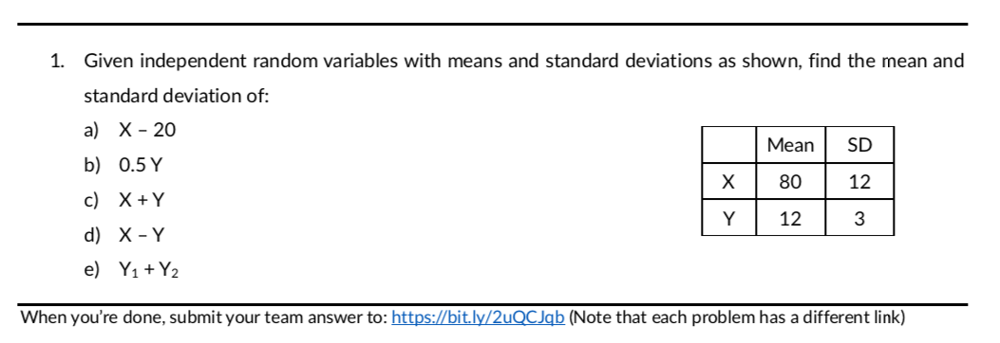 1. Given independent random variables with means and standard deviations as shown, find the mean and
standard deviation of:
a) X – 20
b) 0.5 Y
c) X + Y
d) X – Y
e) Y₁ + Y₂
Mean SD
X 80 12
Y 12 3
When you're done, submit your team answer to: https://bit.ly/2uQCJqb (Note that each problem has a different link)